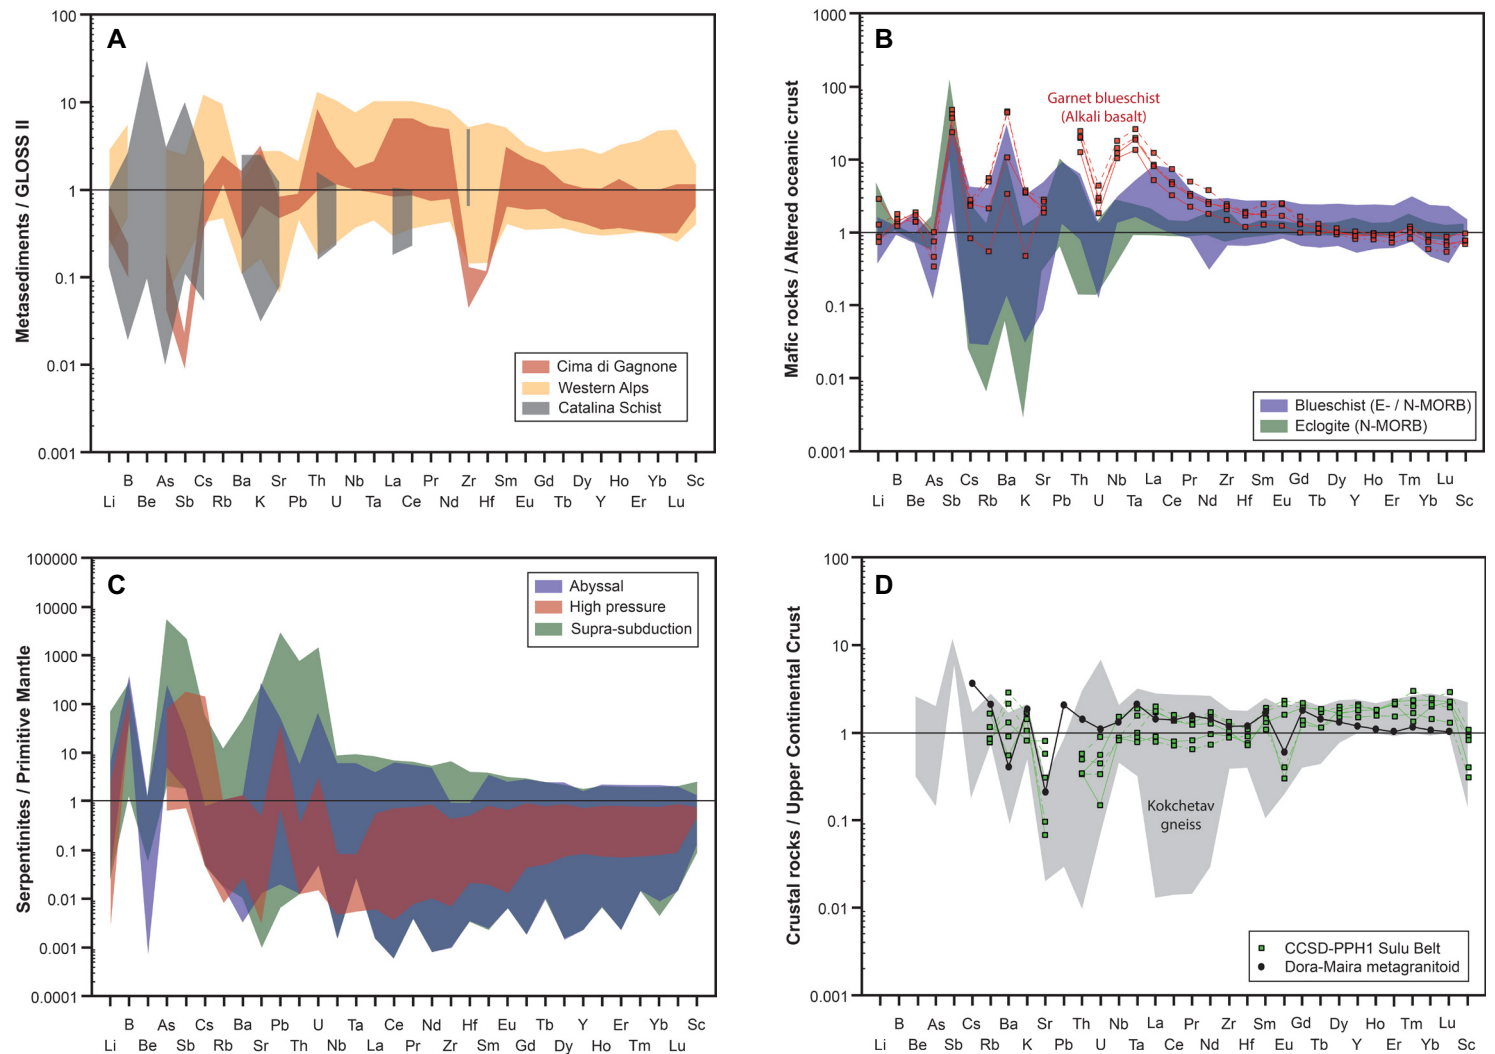 A
Metasediments / GLOSS II
100
10
1
0.1
0.01
0.001
Cima di Gagnone
Western Alps
Catalina Schist
B As Cs Ba Sr Th Nb La Pr Zr Sm Gd Dy Ho Yb Sc
Li Be Sb Rb K Pb U Ta Ce Nd Hf Eu Tb Y Er Lu
B
Mafic rocks / Altered oceanic crust
1000
100
10
1
0.1
0.01
0.001
Garnet blueschist
(Alkali basalt)
Blueschist (E- / N-MORB)
Eclogite (N-MORB)
B As Cs Ba Sr Th Nb La Pr Zr Sm Gd Dy Ho Tm Lu
Li Be Sb Rb K Pb U Ta Ce Nd Hf Eu Tb Y Er Yb Sc
C
Serpentinites / Primitive Mantle
100000
10000
1000
100
10
1
0.1
0.01
0.001
0.0001
Abyssal
High pressure
Supra-subduction
B As Cs Ba Pb U Ta Ce Nd Hf Eu Tb Y Er Yb Sc
Li Be Sb Rb Sr Th Nb La Pr Zr Sm Gd Dy Ho Tm Lu
D
Crustal rocks / Upper Continental Crust
100
10
1
0.1
0.01
0.001
Kokchetav
gneiss
CCSD-PPH1 Sulu Belt
Dora-Maira metagranitoid
B As Cs Ba Sr Th Nb La Pr Zr Sm Gd Dy Ho Tm Lu
Li Be Sb Rb K Pb U Ta Ce Nd Hf Eu Tb Y Er Yb Sc